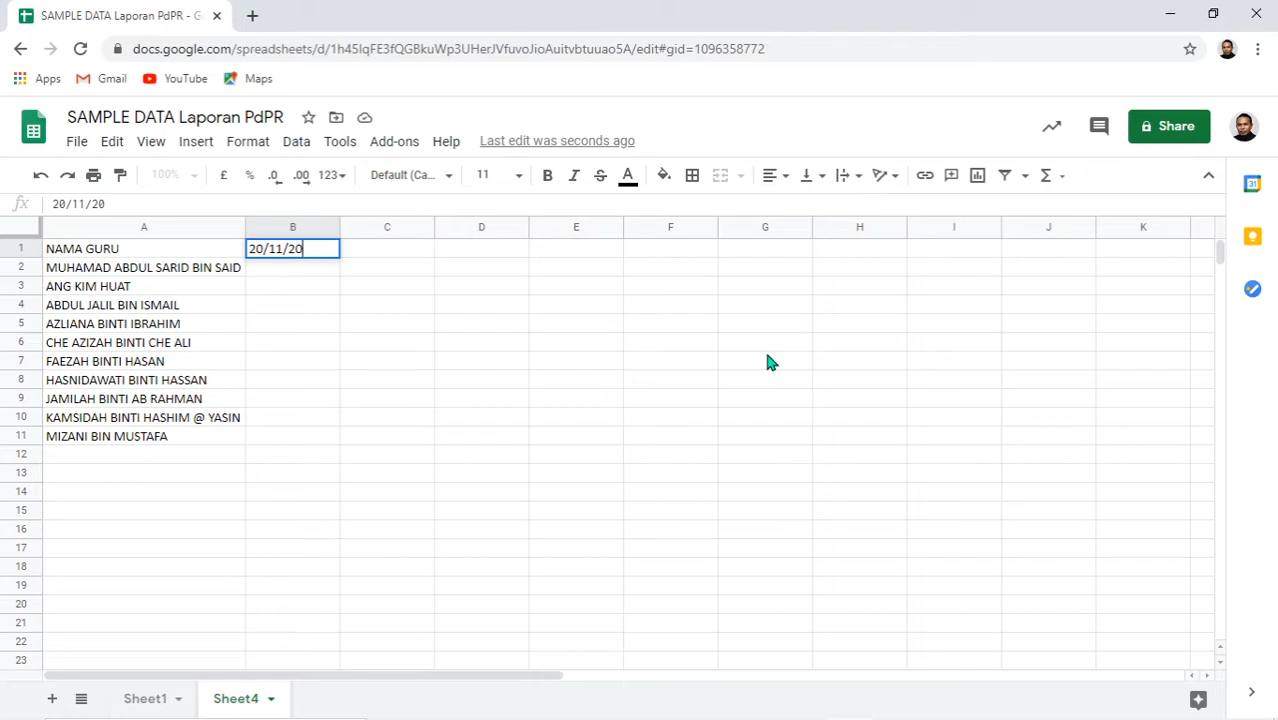 SAMPLE DATA Laporan PdPR - G
docs.google.com/spreadsheets/d/1h45IqFE3fQGBkuWp3UHerJVfuvoJioAuitvbtuuao5A/edit#gid=1096358772
Apps Gmail YouTube Maps
SAMPLE DATA Laporan PdPR
File Edit View Insert Format Data Tools Add-ons Help Last edit was seconds ago
Share
100% £ % .0 .00 123 Default (Ca... 11 B I S A Σ
31
fx 20/11/20
A B C D E F G H I J K
1 NAMA GURU 20/11/20
2 MUHAMAD ABDUL SARID BIN SAID
3 ANG KIM HUAT
4 ABDUL JALIL BIN ISMAIL
5 AZLIANA BINTI IBRAHIM
6 CHE AZIZAH BINTI CHE ALI
7 FAEZAH BINTI HASAN
8 HASNIDAWATI BINTI HASSAN
9 JAMILAH BINTI AB RAHMAN
10 KAMSIDAH BINTI HASHIM @ YASIN
11 MIZANI BIN MUSTAFA
12
13
14
15
16
17
18
19
20
21
22
23
Sheet1 Sheet4